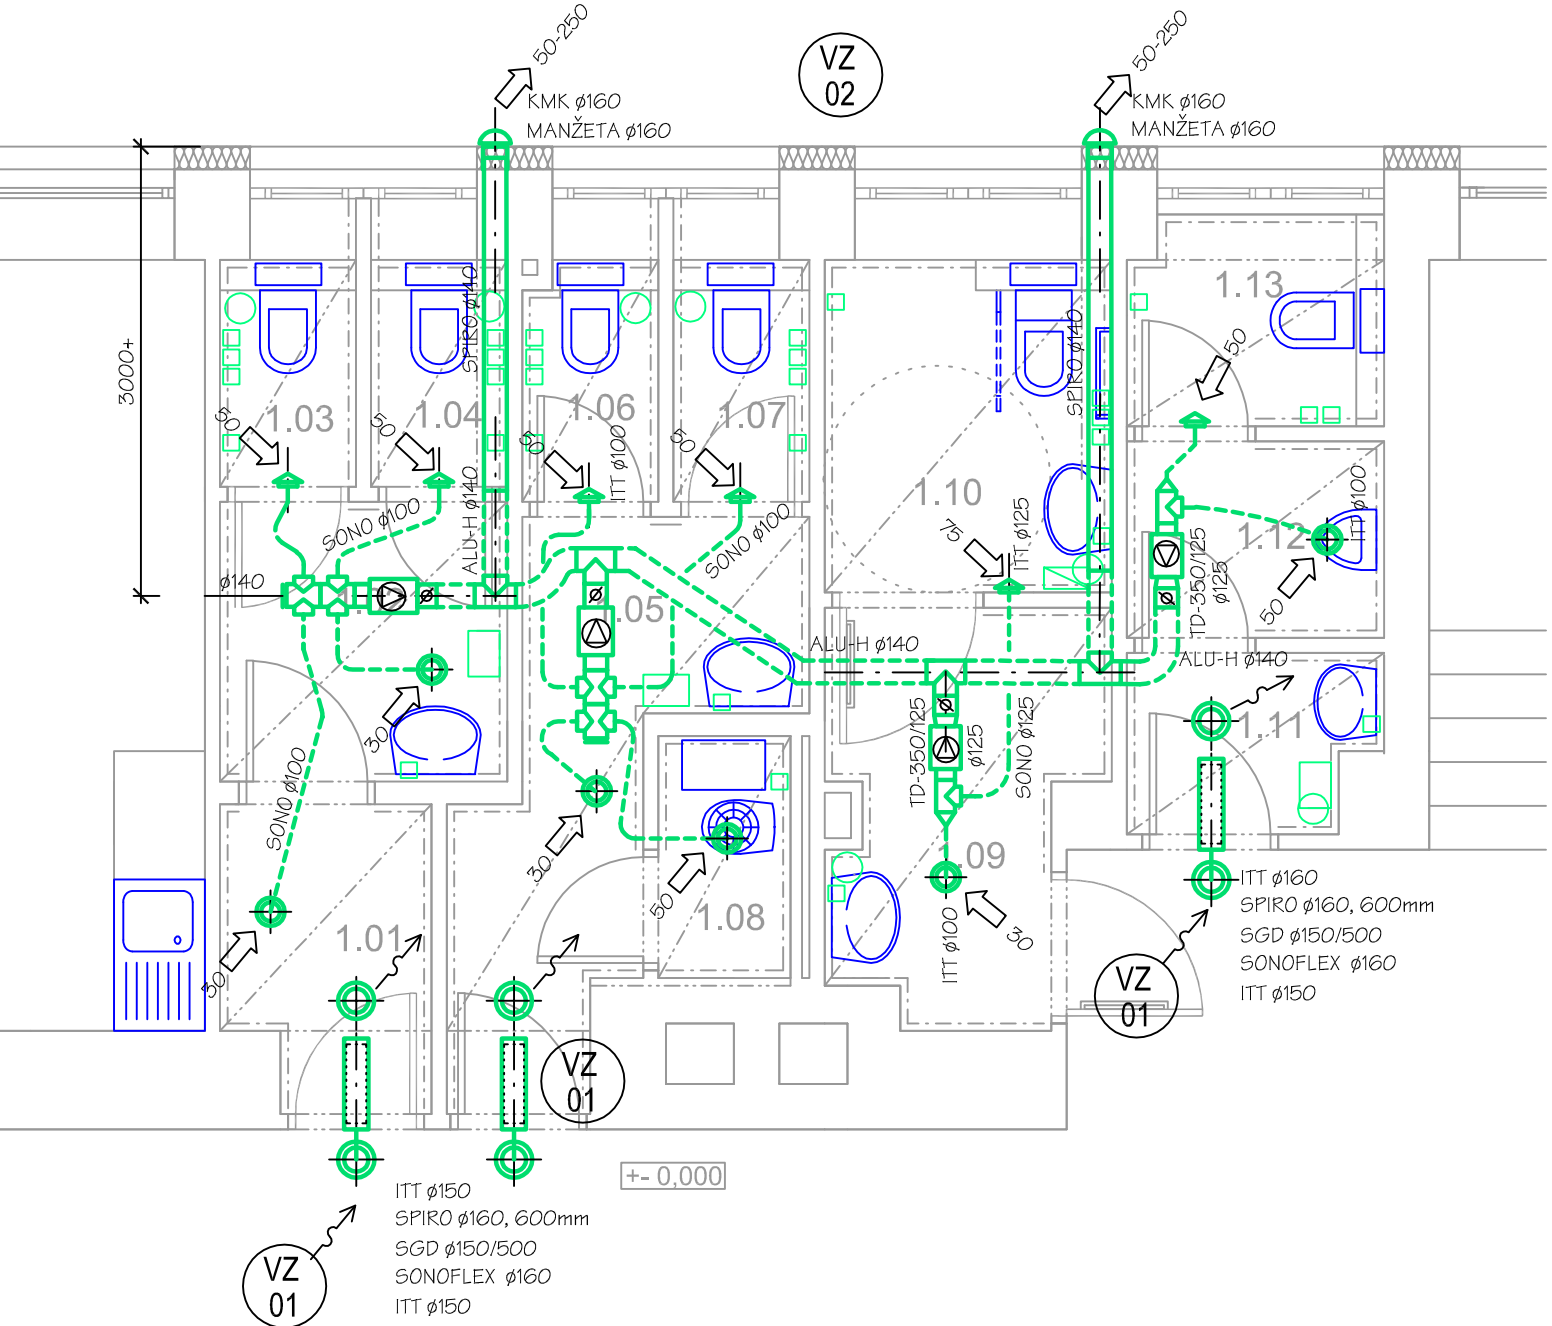 50-250
50-250
VZ
02
KMK ø160
MANŽETA ø160
KMK ø160
MANŽETA ø160
3000+
SPIRO ø140
SPIRO ø140
1.13
50
1.03
1.04
1.06
1.07
50
50
50
50
ITT ø100
1.10
ITT ø100
1.12
SONO ø100
ALU-H ø140
SONO ø100
75
ITT ø125
TD-350/125
ø125
50
ø140
.05
ALU-H ø140
ALU-H ø140
30
TD-350/125
ø125
SONO ø125
1.11
SONO ø100
30
50
.09
ITT ø160
SPIRO ø160, 600mm
SGD ø150/500
SONOFLEX ø160
ITT ø150
1.08
1.01
ITT ø100
30
30
VZ
01
VZ
01
+- 0,000
ITT ø150
SPIRO ø160, 600mm
SGD ø150/500
SONOFLEX ø160
ITT ø150
VZ
01